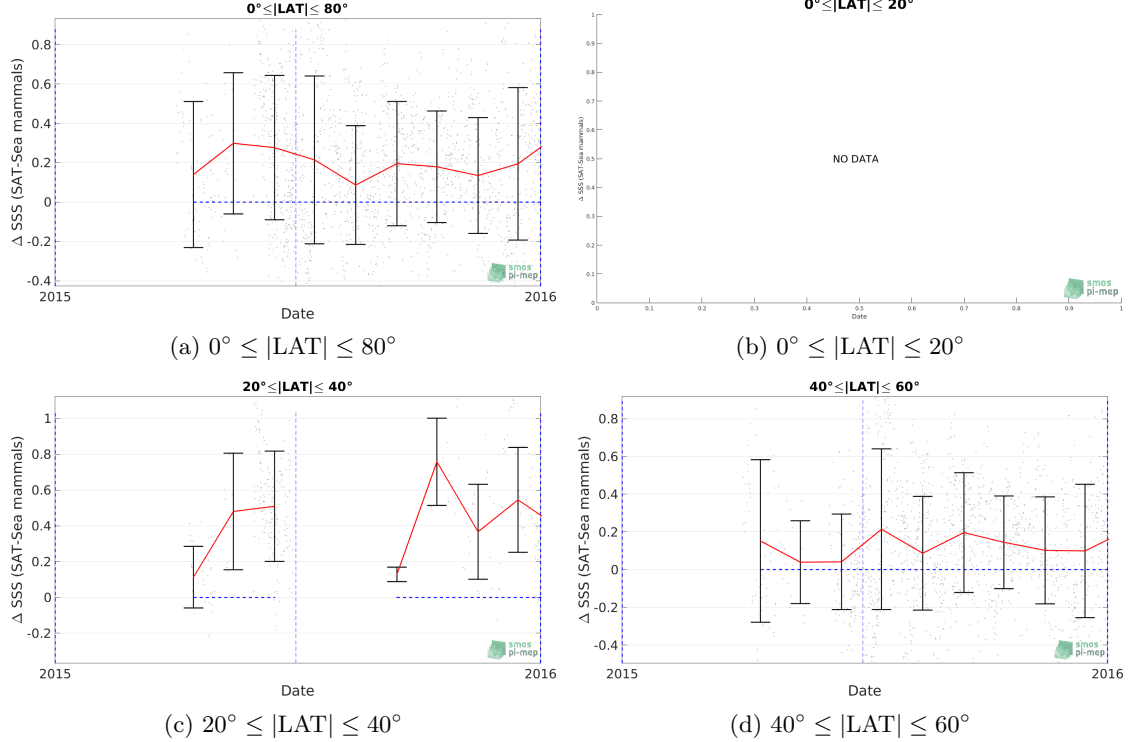 0°≤|LAT|≤ 80°
Δ SSS (SAT-Sea mammals)
0.8
0.6
0.4
0.2
0
-0.2
-0.4
2015
2016
Date
smos
pi-mep
(a) 0° ≤ |LAT| ≤ 80°
0°≤|LAT|≤ 20°
Δ SSS (SAT-Sea mammals)
1
0.9
0.8
0.7
0.6
0.5
0.4
0.3
0.2
0.1
0
NO DATA
0 0.1 0.2 0.3 0.4 0.5 0.6 0.7 0.8 0.9 1
Date
smos
pi-mep
(b) 0° ≤ |LAT| ≤ 20°
20°≤|LAT|≤ 40°
Δ SSS (SAT-Sea mammals)
1
0.8
0.6
0.4
0.2
0
-0.2
2015
2016
Date
smos
pi-mep
(c) 20° ≤ |LAT| ≤ 40°
40°≤|LAT|≤ 60°
Δ SSS (SAT-Sea mammals)
0.8
0.6
0.4
0.2
0
-0.2
-0.4
2015
2016
Date
smos
pi-mep
(d) 40° ≤ |LAT| ≤ 60°